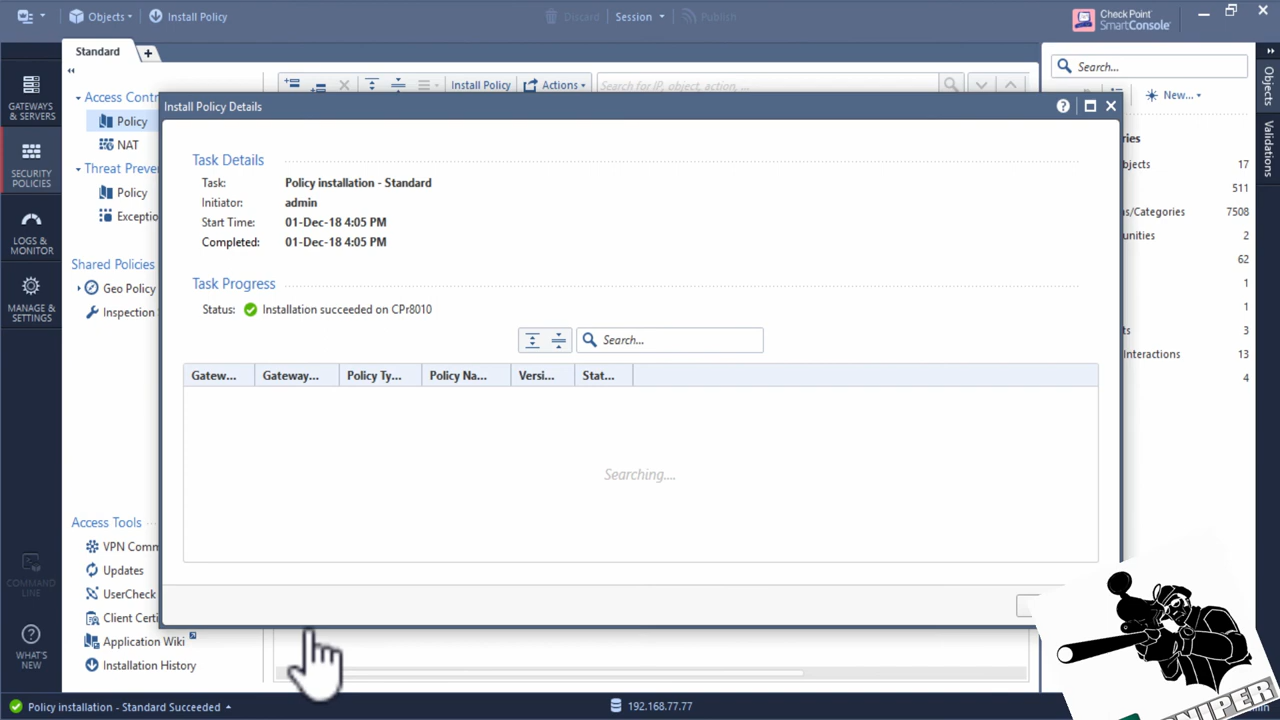 Objects
Install Policy
Discard
Session
Publish
Check Point
SmartConsole
Standard
Install Policy
Actions
Search for IP, object, action, ...
Search...
New...
Objects
Validations
GATEWAYS
& SERVERS
SECURITY
POLICIES
LOGS &
MONITOR
MANAGE &
SETTINGS
COMMAND
LINE
WHAT'S
NEW
Access Contr
Policy
NAT
Threat Preve
Policy
Exceptio
Shared Policies
Geo Policy
Inspection
Access Tools
VPN Comm
Updates
UserCheck
Client Certi
Application Wiki
Installation History
Install Policy Details
Task Details
Task: Policy installation - Standard
Initiator: admin
Start Time: 01-Dec-18 4:05 PM
Completed: 01-Dec-18 4:05 PM
Task Progress
Status: Installation succeeded on CPr8010
Search...
Gatew... Gateway... Policy Ty... Policy Na... Versi... Stat...
Searching....
ries
bjects 17
511
ns/Categories 7508
unities 2
62
1
1
ts 3
Interactions 13
4
Policy installation - Standard Succeeded
192.168.77.77